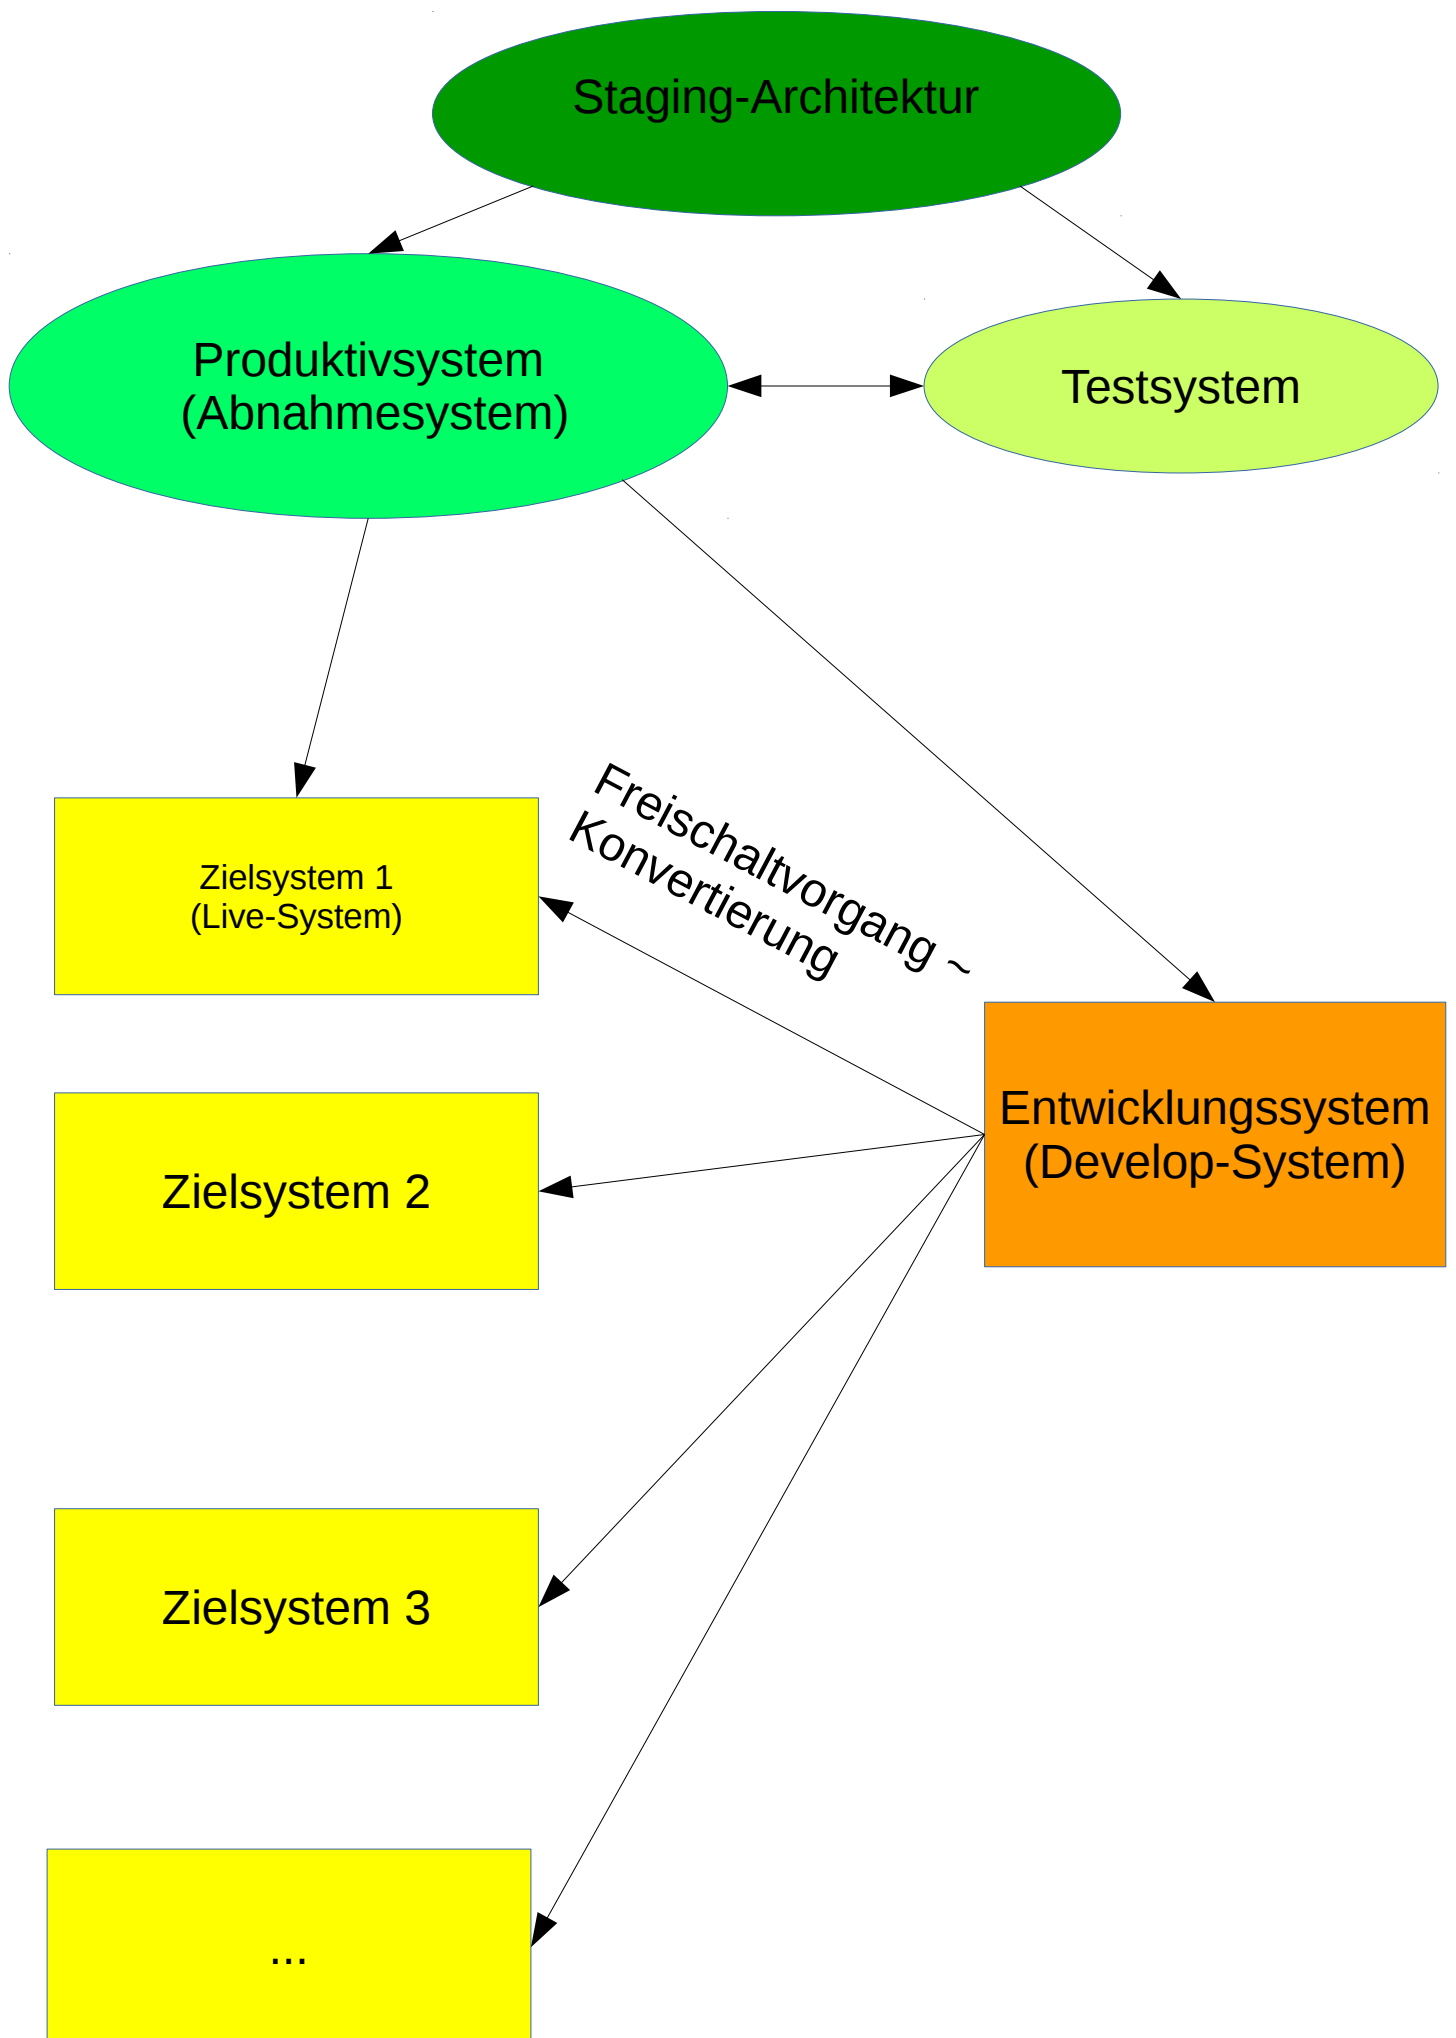 Staging-Architektur
Produktivsystem
(Abnahmesystem)
Testsystem
Freischaltvorgang ~
Konvertierung
Zielsystem 1
(Live-System)
Entwicklungssystem
(Develop-System)
Zielsystem 2
Zielsystem 3
...